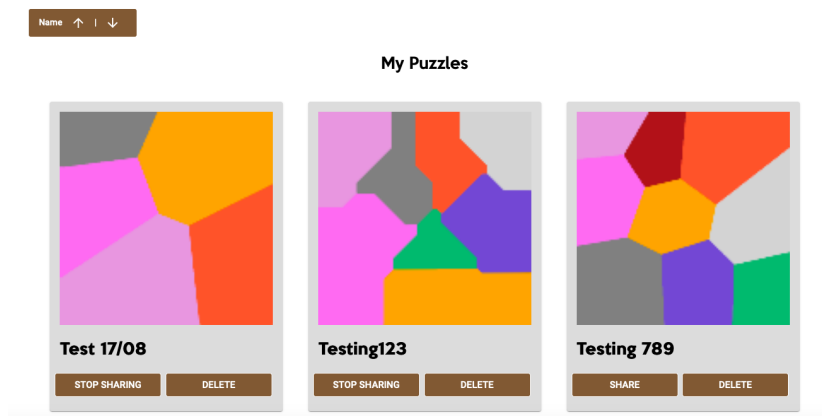 Name ↑ | ↓
My Puzzles
Test 17/08
Testing123
Testing 789
STOP SHARING DELETE
STOP SHARING DELETE
SHARE DELETE